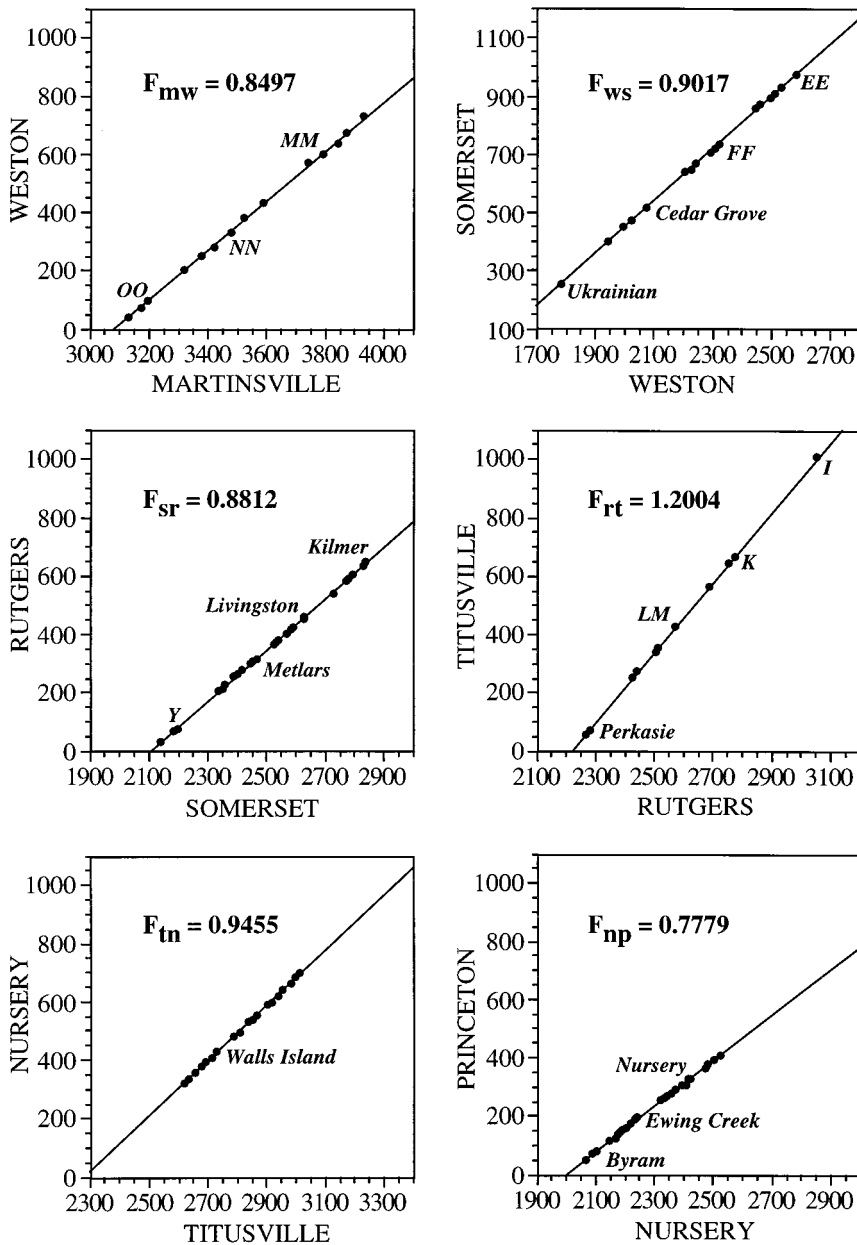 1000
800
600
400
200
0
WESTON
F_mw = 0.8497
MM
NN
OO
3000 3200 3400 3600 3800 4000
MARTINSVILLE
1100
900
700
500
300
100
SOMERSET
F_ws = 0.9017
EE
FF
Cedar Grove
Ukrainian
1700 1900 2100 2300 2500 2700
WESTON
1000
800
600
400
200
0
RUTGERS
F_sr = 0.8812
Kilmer
Livingston
Metlars
Y
1900 2100 2300 2500 2700 2900
SOMERSET
1000
800
600
400
200
0
TITUSVILLE
F_rt = 1.2004
I
K
LM
Perkasie
2100 2300 2500 2700 2900 3100
RUTGERS
1000
800
600
400
200
0
NURSERY
F_tn = 0.9455
Walls Island
2300 2500 2700 2900 3100 3300
TITUSVILLE
1000
800
600
400
200
0
PRINCETON
F_np = 0.7779
Nursery
Ewing Creek
Byram
1900 2100 2300 2500 2700 2900
NURSERY